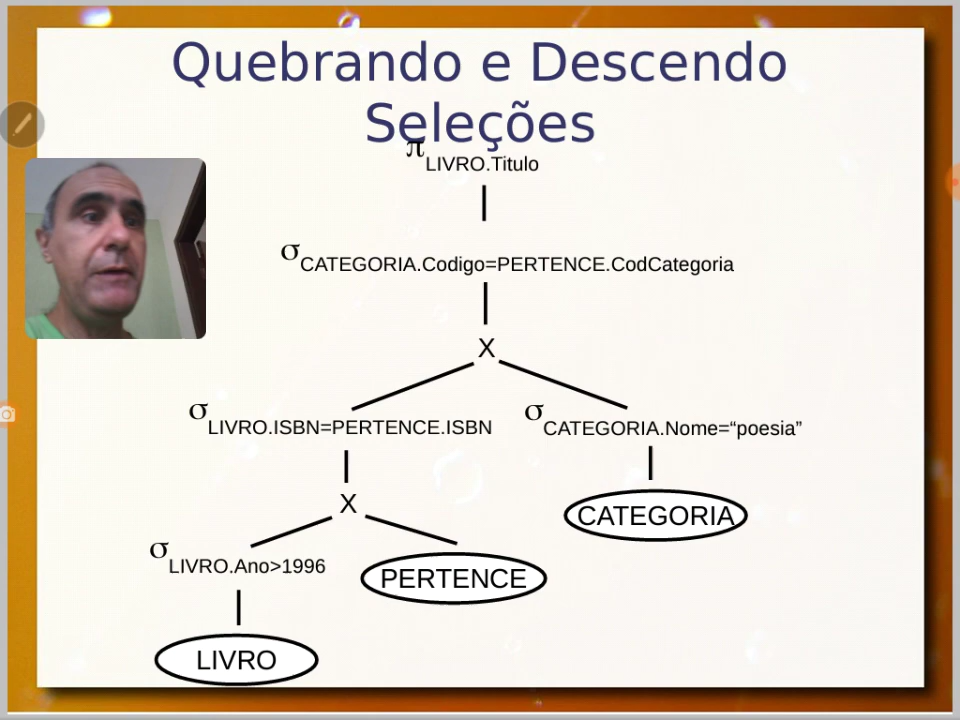 Quebrando e Descendo
Seleções
π LIVRO.Titulo
σ CATEGORIA.Codigo=PERTENCE.CodCategoria
X
σ LIVRO.ISBN=PERTENCE.ISBN
σ CATEGORIA.Nome=“poesia”
X
CATEGORIA
σ LIVRO.Ano>1996
PERTENCE
LIVRO